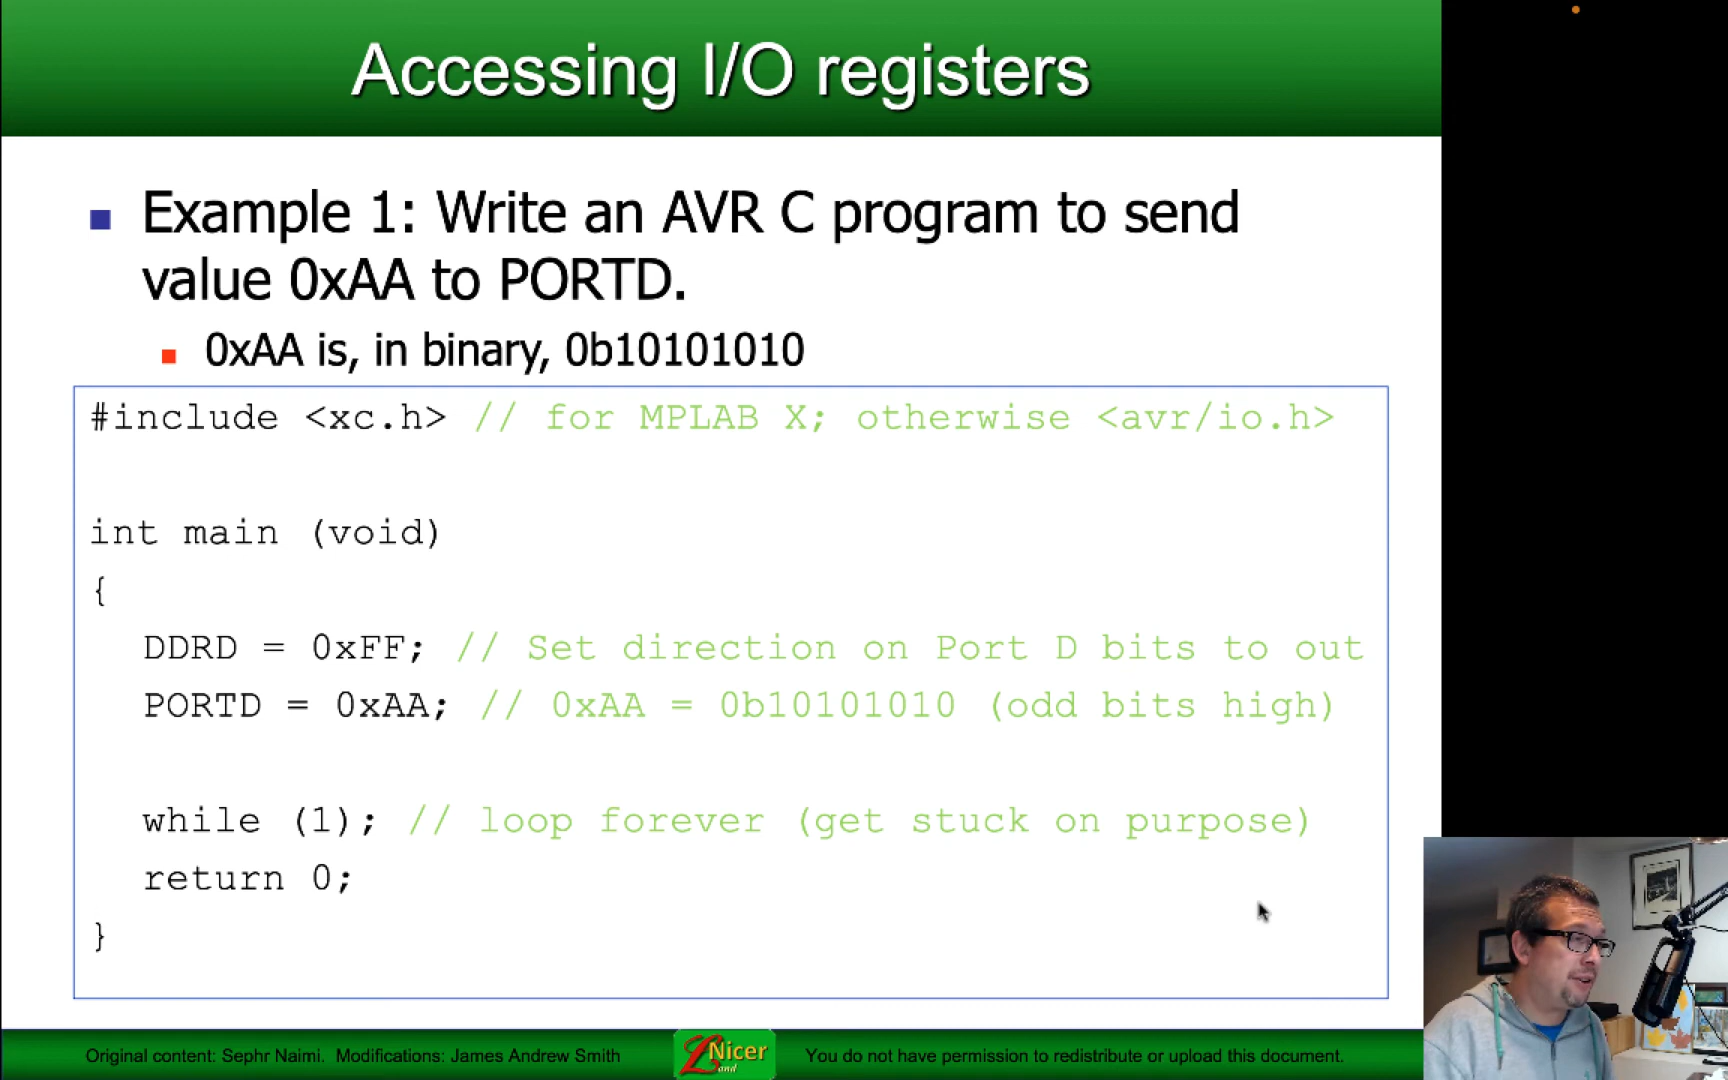 Accessing I/O registers
Example 1: Write an AVR C program to send
value 0xAA to PORTD.
0xAA is, in binary, 0b10101010
#include <xc.h> // for MPLAB X; otherwise <avr/io.h>
int main (void)
{
DDRD = 0xFF; // Set direction on Port D bits to out
PORTD = 0xAA; // 0xAA = 0b10101010 (odd bits high)
while (1); // loop forever (get stuck on purpose)
return 0;
}
Original content: Sephr Naimi. Modifications: James Andrew Smith
Nicer
Land
You do not have permission to redistribute or upload this document.